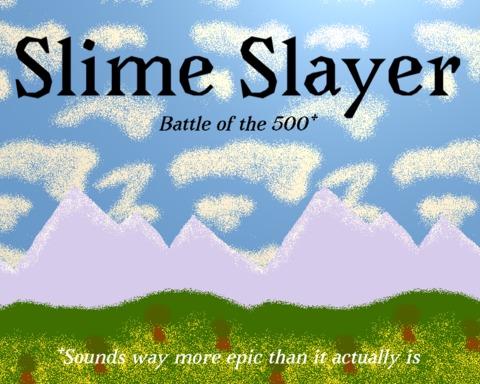 Slime Slayer
Battle of the 500⁺
⁺Sounds way more epic than it actually is